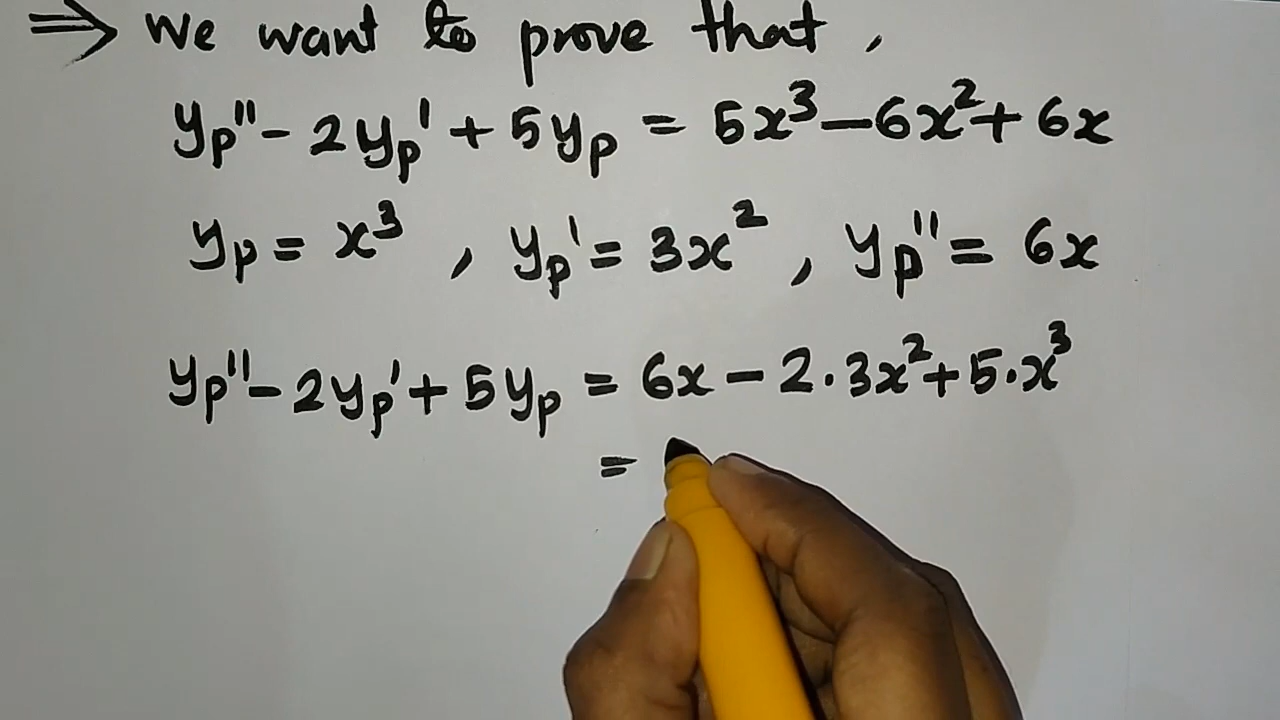 ⇒ We want to prove that,
yp'' - 2yp' + 5yp = 5x³ - 6x² + 6x
yp = x³ , yp' = 3x² , yp'' = 6x
yp'' - 2yp' + 5yp = 6x - 2·3x² + 5·x³
=